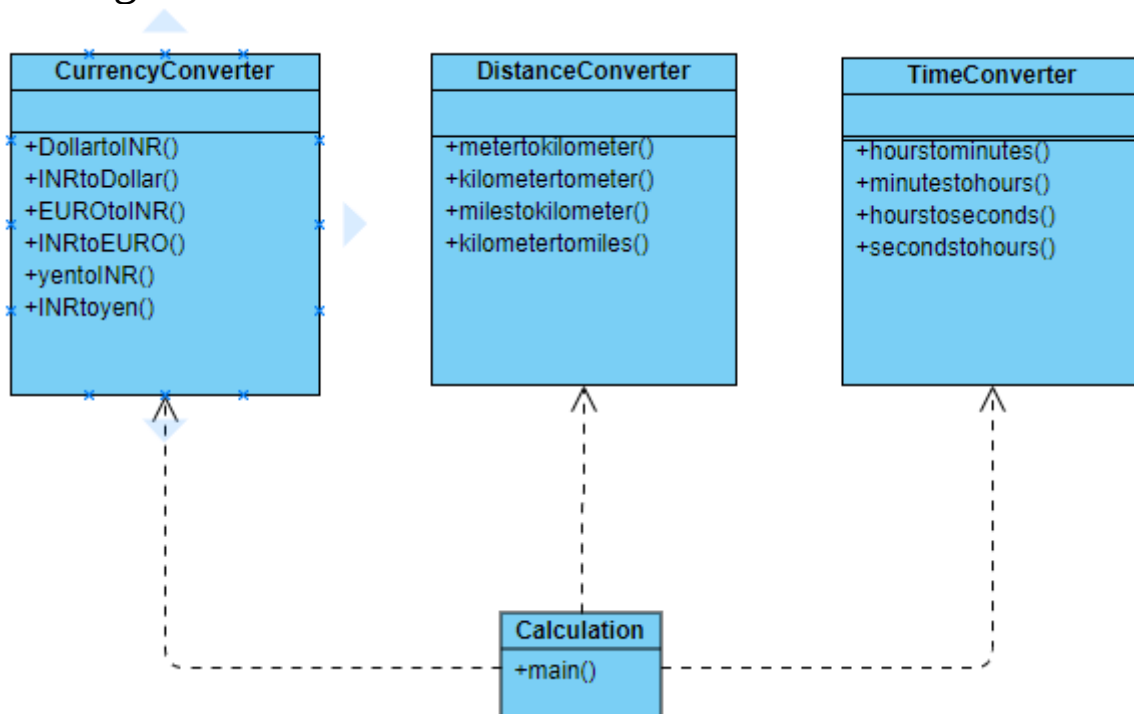 CurrencyConverter
+DollartoINR()
+INRtoDollar()
+EUROtoINR()
+INRtoEURO()
+yentoINR()
+INRtoyen()
DistanceConverter
+metertokilometer()
+kilometertometer()
+milestokilometer()
+kilometertomiles()
TimeConverter
+hourstominutes()
+minutestohours()
+hourstoseconds()
+secondstohours()
Calculation
+main()